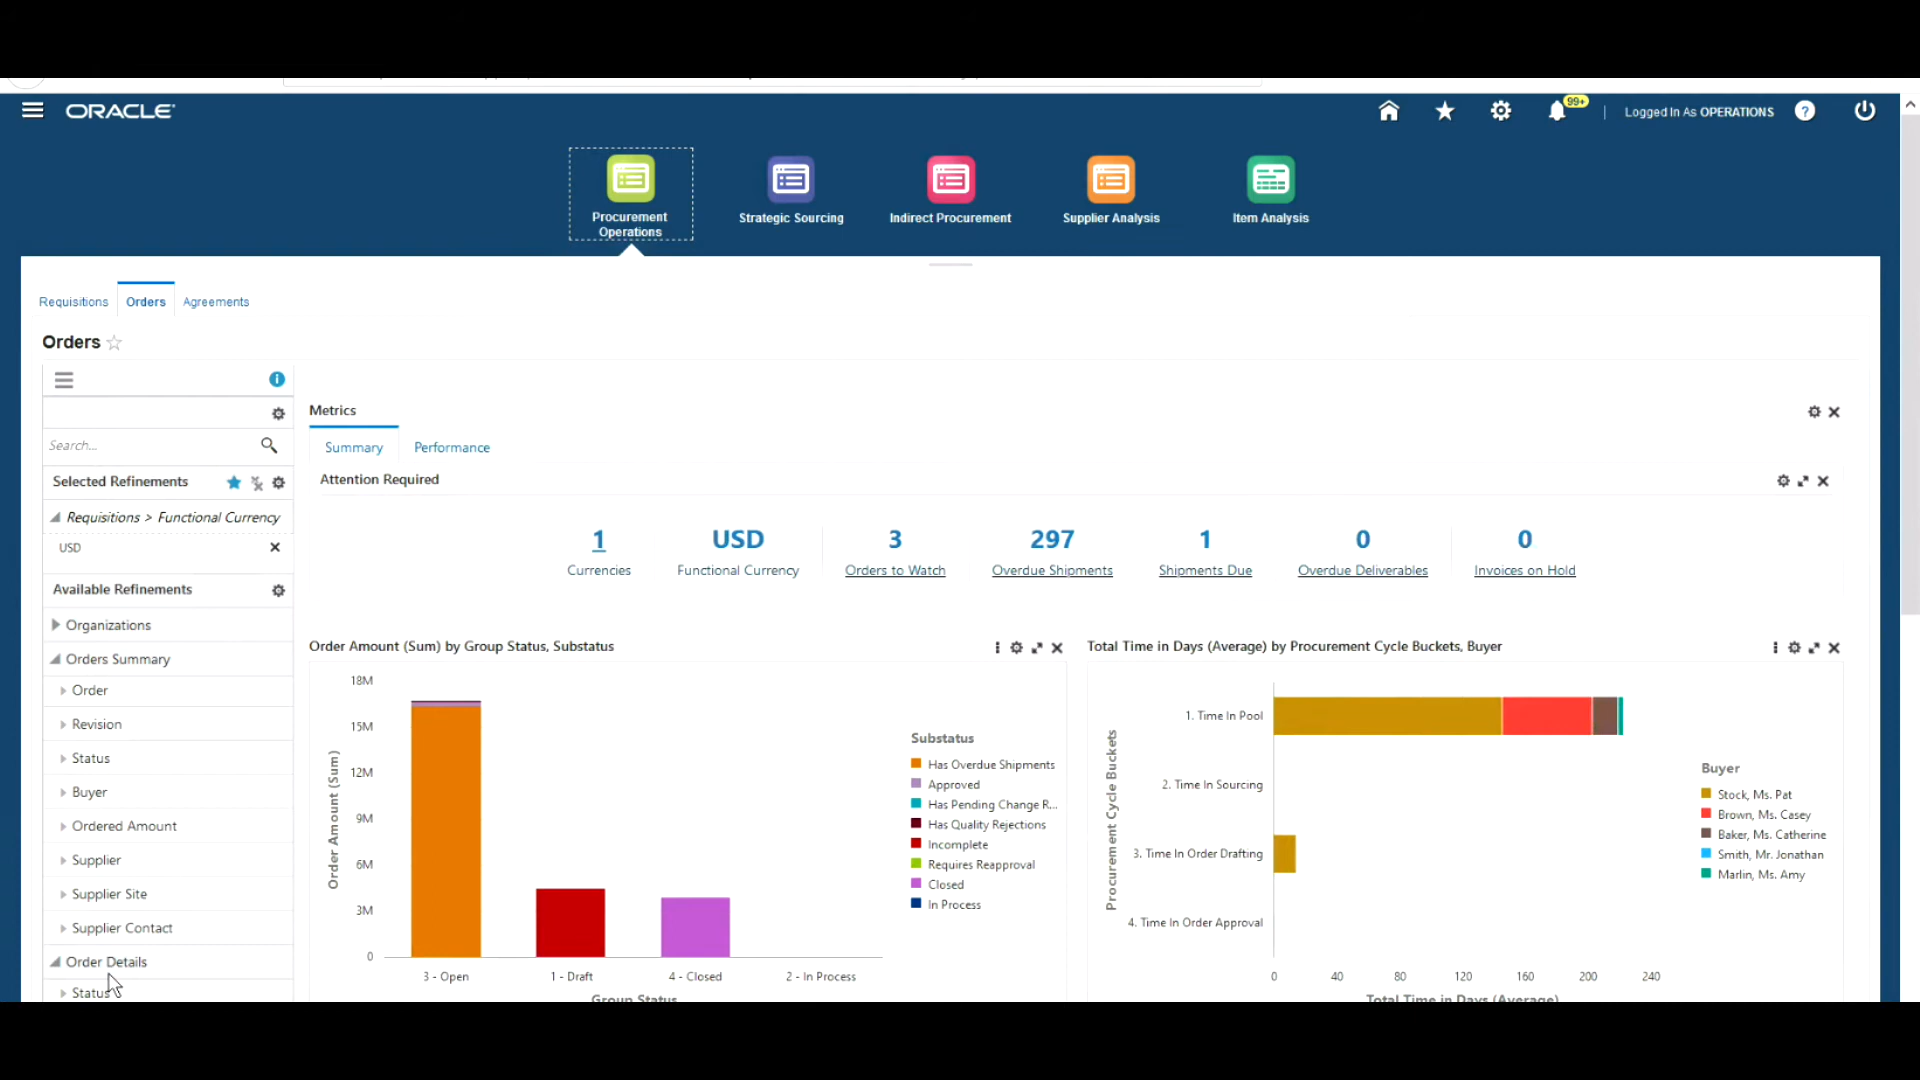 ORACLE
99+
Logged In As OPERATIONS
?
Procurement
Operations
Strategic Sourcing
Indirect Procurement
Supplier Analysis
Item Analysis
Requisitions
Orders
Agreements
Orders
Search...
Selected Refinements
Requisitions > Functional Currency
USD
Available Refinements
Organizations
Orders Summary
Order
Revision
Status
Buyer
Ordered Amount
Supplier
Supplier Site
Supplier Contact
Order Details
Status
Metrics
Summary
Performance
Attention Required
1
Currencies
USD
Functional Currency
3
Orders to Watch
297
Overdue Shipments
1
Shipments Due
0
Overdue Deliverables
0
Invoices on Hold
Order Amount (Sum) by Group Status, Substatus
18M
15M
12M
9M
6M
3M
0
Order Amount (Sum)
3 - Open
1 - Draft
4 - Closed
2 - In Process
Group Status
Substatus
Has Overdue Shipments
Approved
Has Pending Change R...
Has Quality Rejections
Incomplete
Requires Reapproval
Closed
In Process
Total Time in Days (Average) by Procurement Cycle Buckets, Buyer
Procurement Cycle Buckets
1. Time In Pool
2. Time In Sourcing
3. Time In Order Drafting
4. Time In Order Approval
0
40
80
120
160
200
240
Total Time in Days (Average)
Buyer
Stock, Ms. Pat
Brown, Ms. Casey
Baker, Ms. Catherine
Smith, Mr. Jonathan
Marlin, Ms. Amy